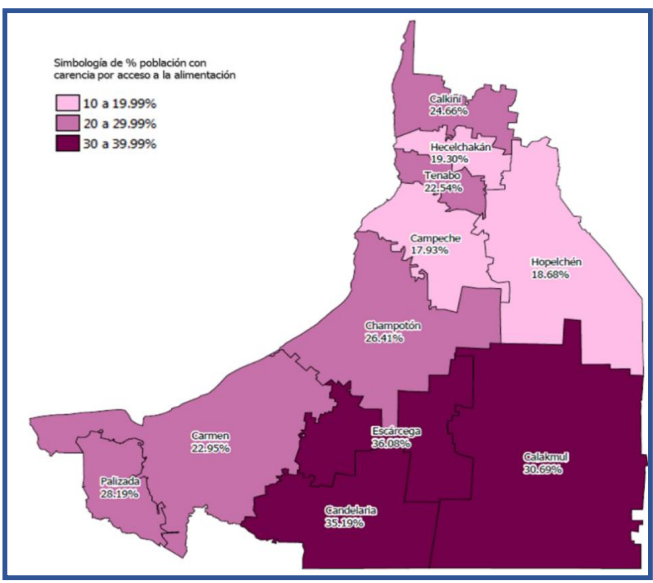 Simbología de % población con
carencia por acceso a la alimentación
10 a 19.99%
20 a 29.99%
30 a 39.99%
Calkiní
24.66%
Hecelchakán
19.30%
Tenabo
22.54%
Campeche
17.93%
Hopelchén
18.68%
Champotón
26.41%
Escárcega
36.08%
Carmen
22.95%
Calakmul
30.69%
Palizada
28.19%
Candelaria
35.19%